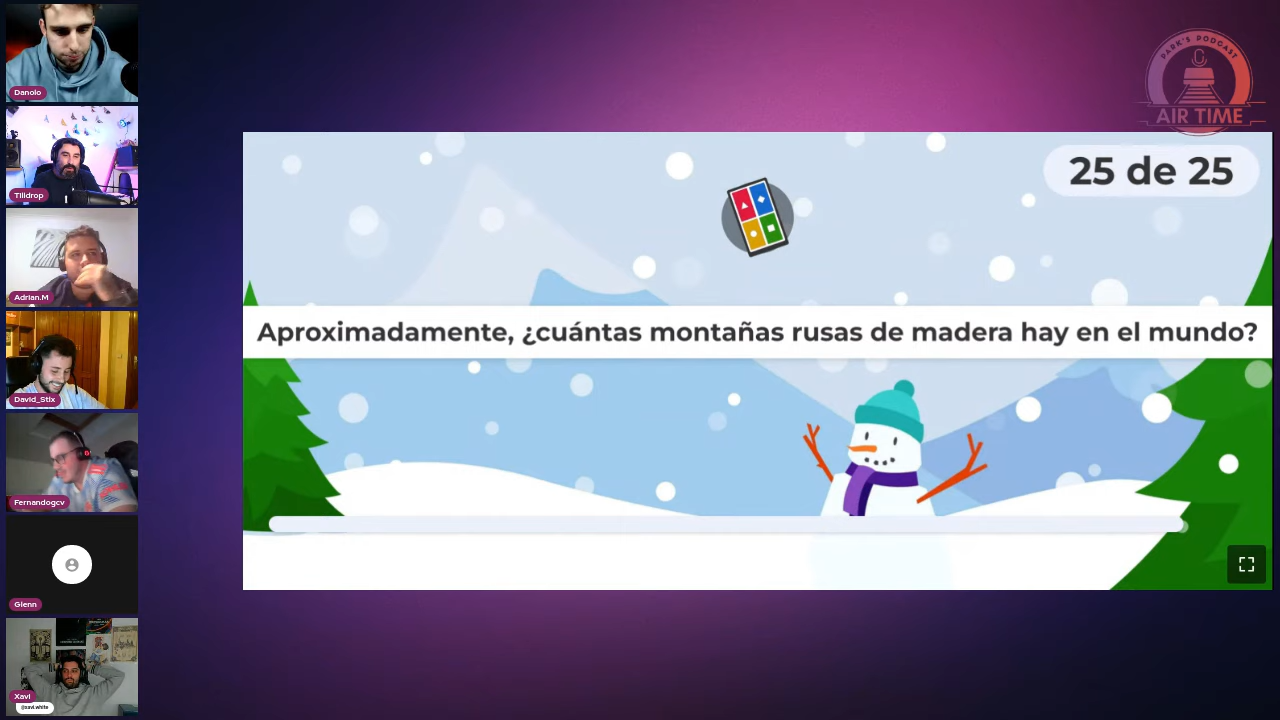 Danolo
Tilldrop
Adrian.M
David_Stix
Fernandogcv
Glenn
Xavi
@xavi.white
PARK'S PODCAST
AIR TIME
25 de 25
Aproximadamente, ¿cuántas montañas rusas de madera hay en el mundo?